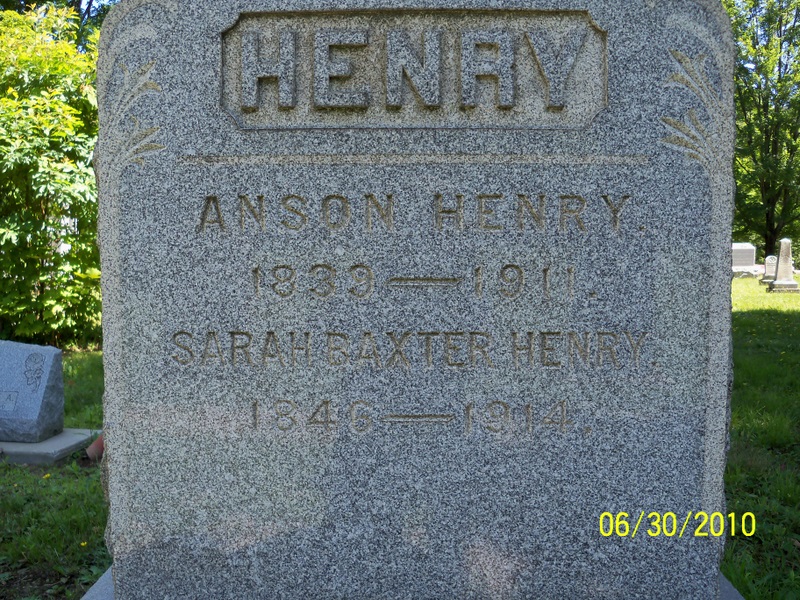 HENRY
ANSON HENRY.
1839—1911.
SARAH BAXTER HENRY.
1846—1914.
06/30/2010